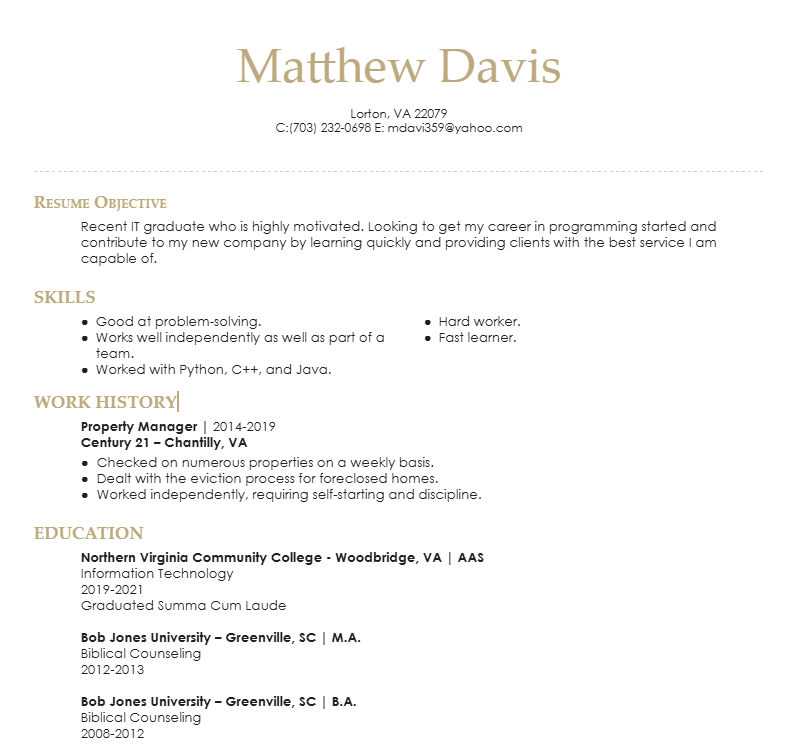 Matthew Davis
Lorton, VA 22079
C:(703) 232-0698 E: mdavi359@yahoo.com
Resume Objective
Recent IT graduate who is highly motivated. Looking to get my career in programming started and
contribute to my new company by learning quickly and providing clients with the best service I am
capable of.
SKILLS
● Good at problem-solving.
● Works well independently as well as part of a
team.
● Worked with Python, C++, and Java.
● Hard worker.
● Fast learner.
WORK HISTORY
Property Manager | 2014-2019
Century 21 – Chantilly, VA
● Checked on numerous properties on a weekly basis.
● Dealt with the eviction process for foreclosed homes.
● Worked independently, requiring self-starting and discipline.
EDUCATION
Northern Virginia Community College - Woodbridge, VA | AAS
Information Technology
2019-2021
Graduated Summa Cum Laude
Bob Jones University – Greenville, SC | M.A.
Biblical Counseling
2012-2013
Bob Jones University – Greenville, SC | B.A.
Biblical Counseling
2008-2012